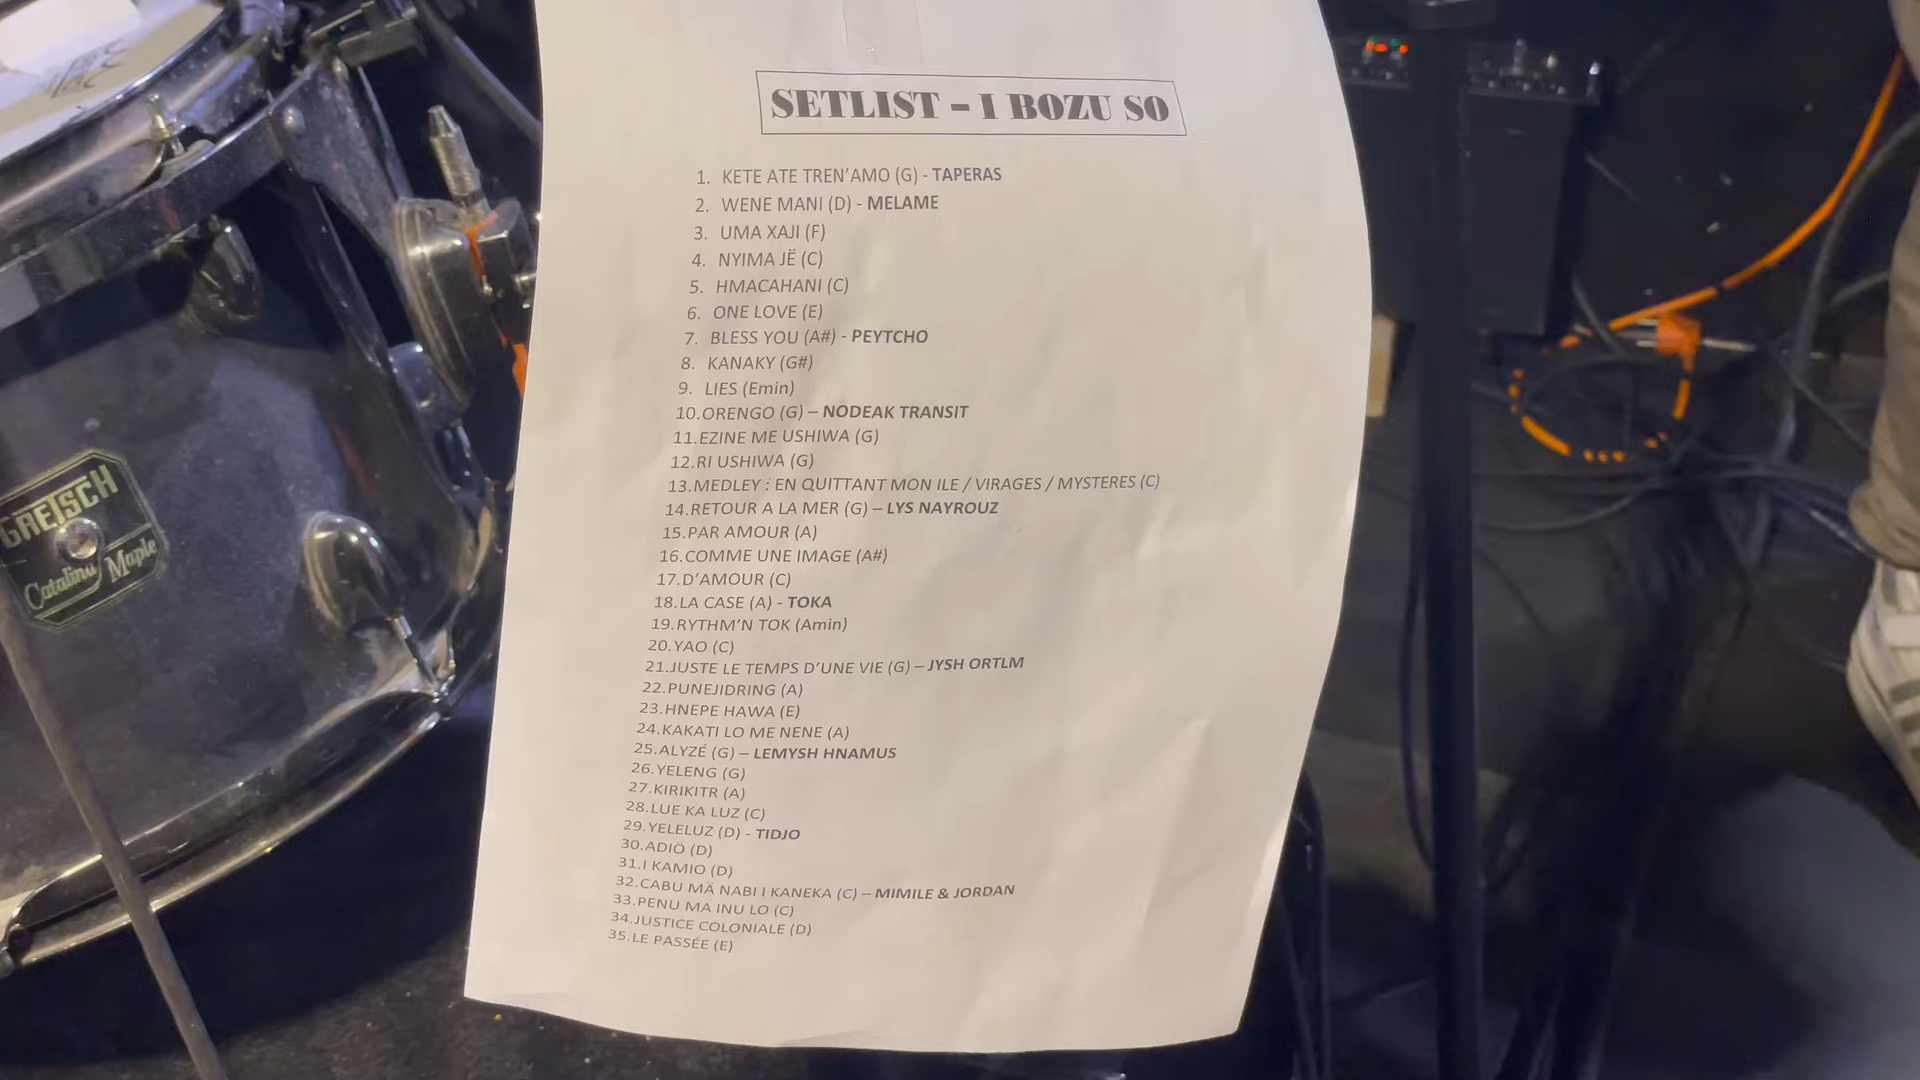 SETLIST – I BOZU SO
1. KETE ATE TREN'AMO (G) - TAPERAS
2. WENE MANI (D) - MELAME
3. UMA XAJI (F)
4. NYIMA JË (C)
5. HMACAHANI (C)
6. ONE LOVE (E)
7. BLESS YOU (A#) - PEYTCHO
8. KANAKY (G#)
9. LIES (Emin)
10.ORENGO (G) – NODEAK TRANSIT
11.EZINE ME USHIWA (G)
12.RI USHIWA (G)
13.MEDLEY : EN QUITTANT MON ILE / VIRAGES / MYSTERES (C)
14.RETOUR A LA MER (G) – LYS NAYROUZ
15.PAR AMOUR (A)
16.COMME UNE IMAGE (A#)
17.D'AMOUR (C)
18.LA CASE (A) - TOKA
19.RYTHM'N TOK (Amin)
20.YAO (C)
21.JUSTE LE TEMPS D'UNE VIE (G) – JYSH ORTLM
22.PUNEJIDRING (A)
23.HNEPE HAWA (E)
24.KAKATI LO ME NENE (A)
25.ALYZÉ (G) – LEMYSH HNAMUS
26.YELENG (G)
27.KIRIKITR (A)
28.LUE KA LUZ (C)
29.YELELUZ (D) - TIDJO
30.ADIÖ (D)
31.I KAMIO (D)
32.CABU MÄ NABI I KANEKA (C) – MIMILE & JORDAN
33.PENU MA INU LO (C)
34.JUSTICE COLONIALE (D)
35.LE PASSÉE (E)
GRETSCH
Catalina Maple